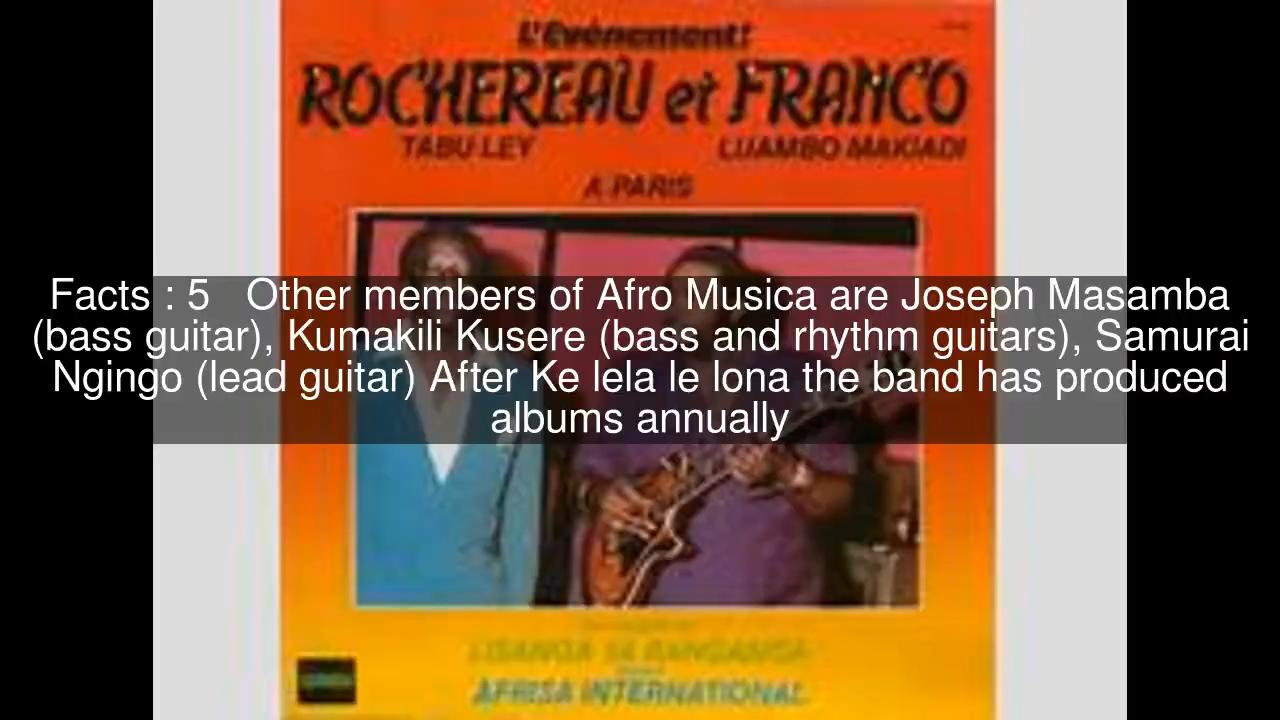 L'Evénement!
ROCHEREAU et FRANCO
TABU LEY LUAMBO MAKIADI
A PARIS
Facts : 5 Other members of Afro Musica are Joseph Masamba
(bass guitar), Kumakili Kusere (bass and rhythm guitars), Samurai
Ngingo (lead guitar) After Ke lela le lona the band has produced
albums annually
AFRISA INTERNATIONAL